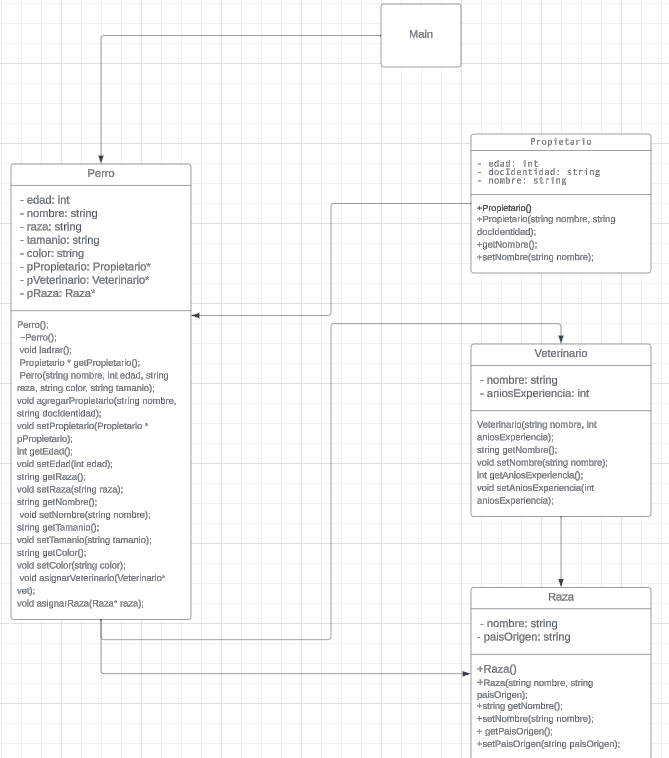 Main
Propietario
- edad: int
- docIdentidad: string
- nombre: string
+Propietario()
+Propietario(string nombre, string
docIdentidad);
+getNombre();
+setNombre(string nombre);
Perro
- edad: int
- nombre: string
- raza: string
- tamanio: string
- color: string
- pPropietario: Propietario*
- pVeterinario: Veterinario*
- pRaza: Raza*
Perro();
~Perro();
void ladrar();
Propietario * getPropietario();
Perro(string nombre, int edad, string
raza, string color, string tamanio);
void agregarPropietario(string nombre,
string docIdentidad);
void setPropietario(Propietario *
pPropietario);
int getEdad();
void setEdad(int edad);
string getRaza();
void setRaza(string raza);
string getNombre();
void setNombre(string nombre);
string getTamanio();
void setTamanio(string tamanio);
string getColor();
void setColor(string color);
void asignarVeterinario(Veterinario*
vet);
void asignarRaza(Raza* raza);
Veterinario
- nombre: string
- aniosExperiencia: int
Veterinario(string nombre, int
aniosExperiencia);
string getNombre();
void setNombre(string nombre);
int getAniosExperiencia();
void setAniosExperiencia(int
aniosExperiencia);
Raza
- nombre; string
- paisOrigen: string
+Raza()
+Raza(string nombre, string
paisOrigen);
+string getNombre();
+setNombre(string nombre);
+ getPaisOrigen();
+setPaisOrigen(string paisOrigen);